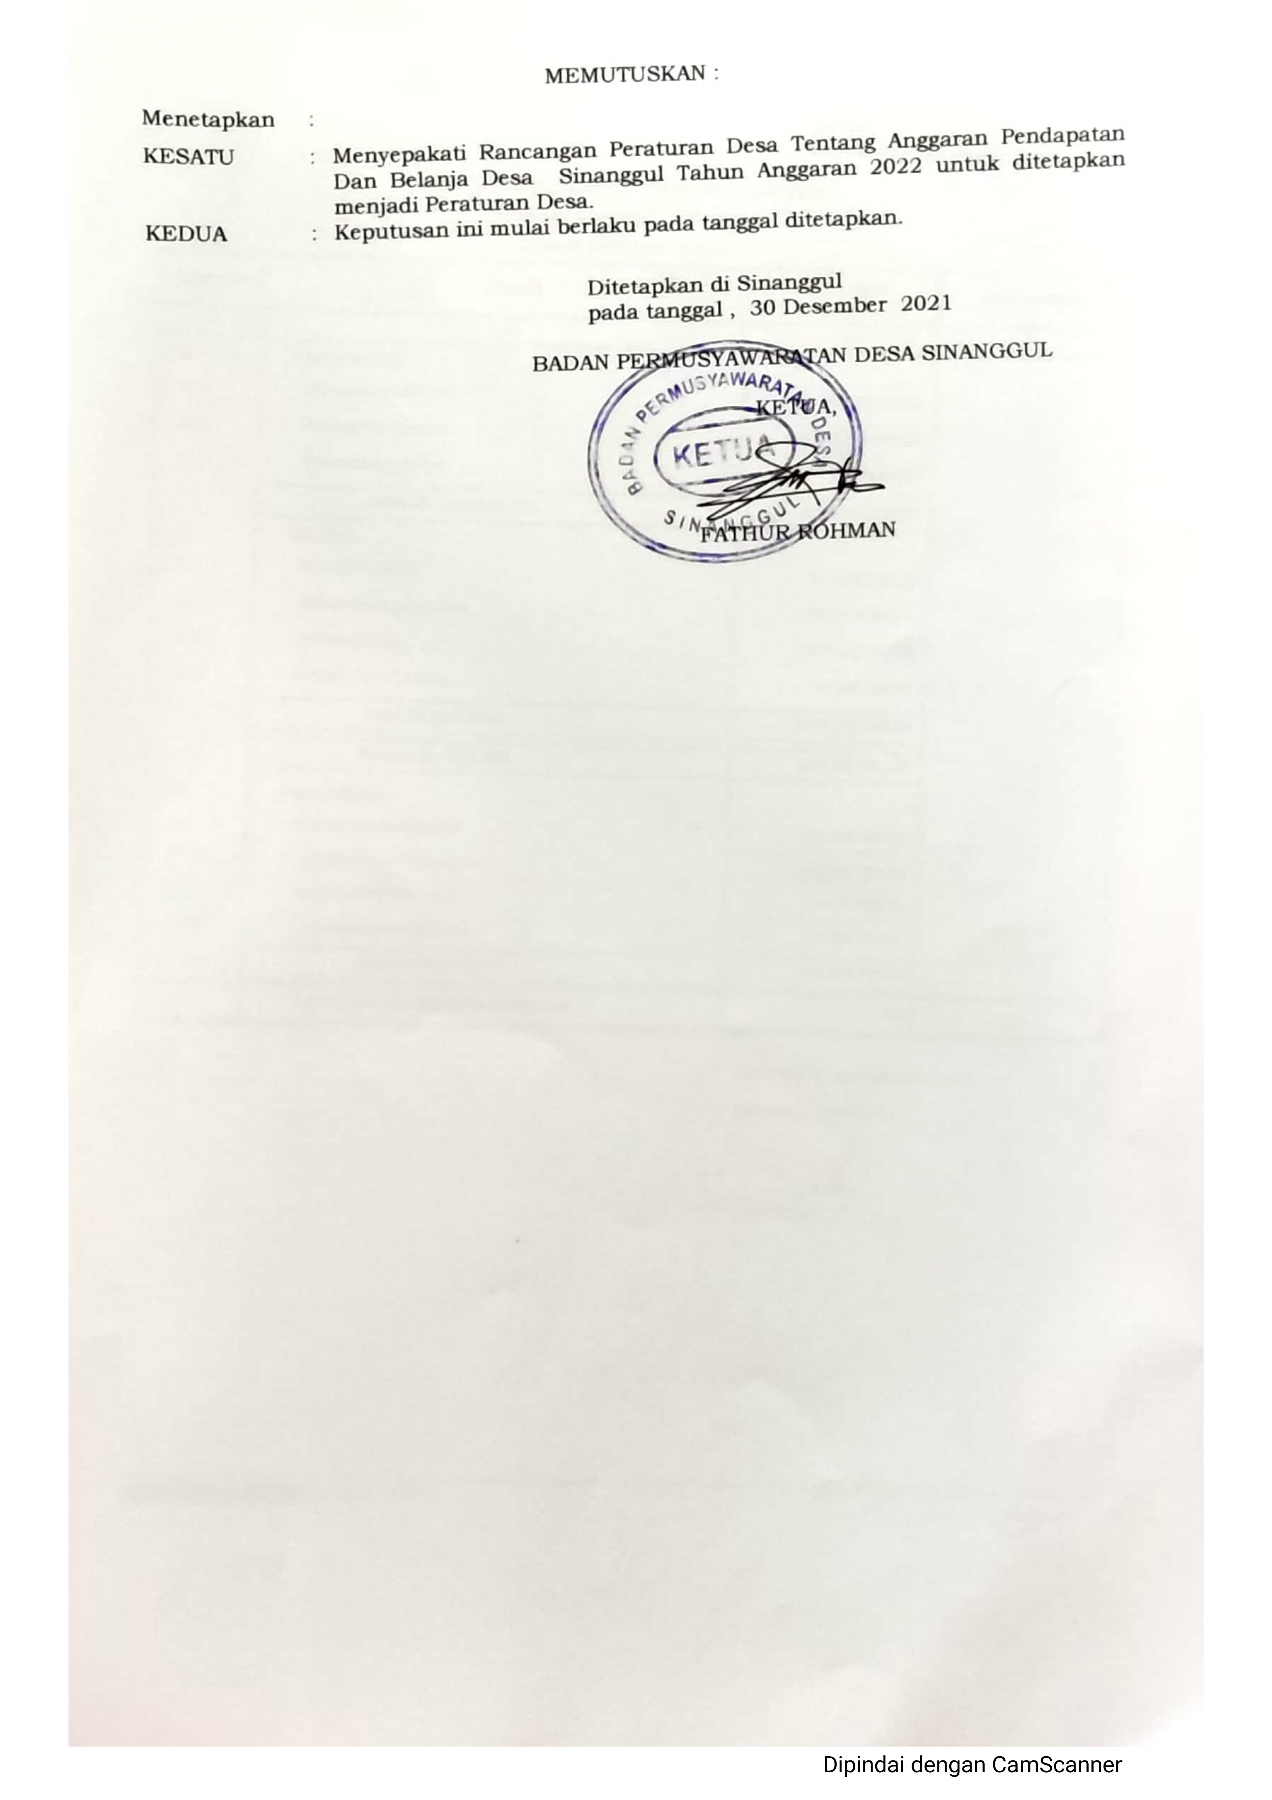 MEMUTUSKAN :
Menetapkan :
KESATU : Menyepakati Rancangan Peraturan Desa Tentang Anggaran Pendapatan
Dan Belanja Desa Sinanggul Tahun Anggaran 2022 untuk ditetapkan
menjadi Peraturan Desa.
KEDUA : Keputusan ini mulai berlaku pada tanggal ditetapkan.
Ditetapkan di Sinanggul
pada tanggal , 30 Desember 2021
BADAN PERMUSYAWARATAN DESA SINANGGUL
KETUA,
BADAN PERMUSYAWARATAN DESA
KETUA
SINANGGUL
FATHUR ROHMAN
Dipindai dengan CamScanner